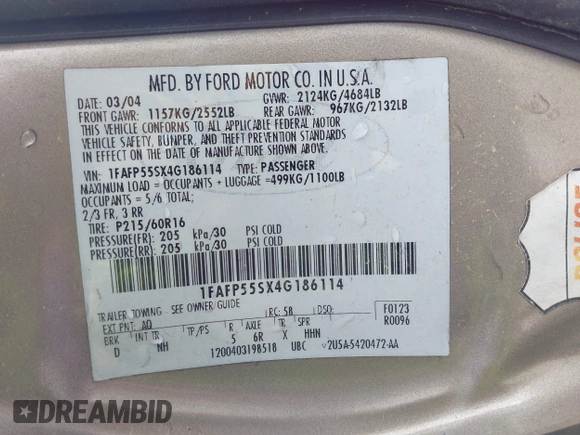 MFD. BY FORD MOTOR CO. IN U.S.A.
DATE: 03/04 GVWR: 2124KG/4684LB
FRONT GAWR: 1157KG/2552LB REAR GAWR: 967KG/2132LB
THIS VEHICLE CONFORMS TO ALL APPLICABLE FEDERAL MOTOR
VEHICLE SAFETY, BUMPER, AND THEFT PREVENTION STANDARDS
IN EFFECT ON THE DATE OF MANUFACTURE SHOWN ABOVE.
VIN: 1FAFP55SX4G186114 TYPE: PASSENGER
MAXIMUM LOAD = OCCUPANTS + LUGGAGE =499KG/1100LB
OCCUPANTS = 5/6 TOTAL;
2/3 FR, 3 RR
TIRE: P215/60R16
PRESSURE(FR) = 205 kPa/30 PSI COLD
PRESSURE(RR) = 205 kPa/30 PSI COLD
1FAFP55SX4G186114
TRAILER TOWING - SEE OWNER GUIDE
EXT PNT: AQ RC: 5B DSO: F0123
BRK INT TR TP/PS R AXLE TR SPR R0096
D NH 5 6R X HHN
1200403198518 UBC 2U5A-5420472-AA
DREAMBID.COM